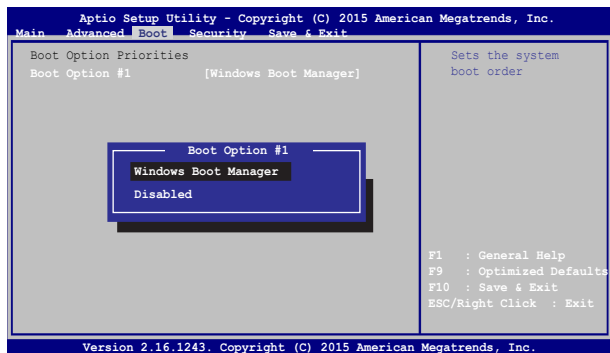 Aptio Setup Utility - Copyright (C) 2015 American Megatrends, Inc.
Main Advanced Boot Security Save & Exit
Boot Option Priorities
Boot Option #1 [Windows Boot Manager]
Sets the system
boot order
Boot Option #1
Windows Boot Manager
Disabled
F1 : General Help
F9 : Optimized Defaults
F10 : Save & Exit
ESC/Right Click : Exit
Version 2.16.1243. Copyright (C) 2015 American Megatrends, Inc.